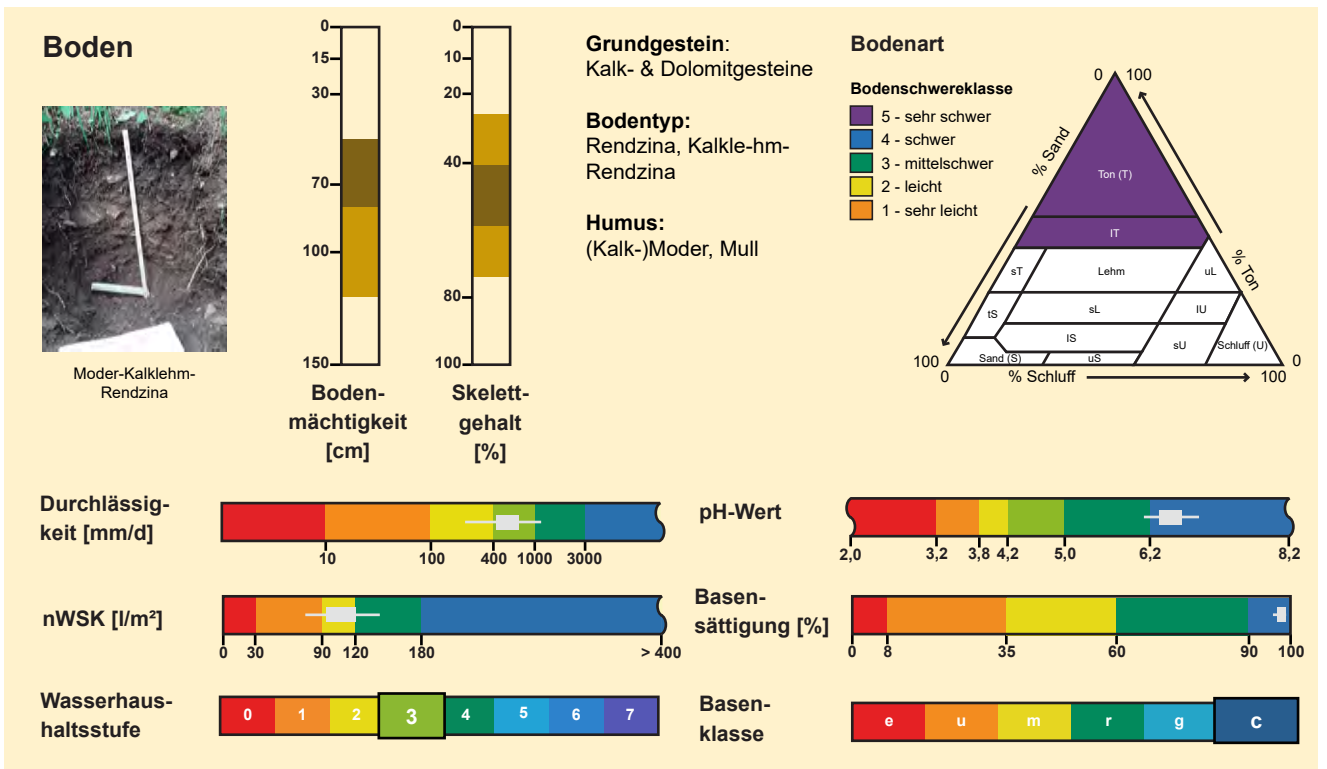 Boden
Moder-Kalklehm-
Rendzina
0
15
30
70
100
150
Boden-
mächtigkeit
[cm]
0
10
20
40
80
100
Skelett-
gehalt
[%]
Grundgestein:
Kalk- & Dolomitgesteine
Bodentyp:
Rendzina, Kalkle-hm-
Rendzina
Humus:
(Kalk-)Moder, Mull
Bodenart
Bodenschwereklasse
5 - sehr schwer
4 - schwer
3 - mittelschwer
2 - leicht
1 - sehr leicht
0 100
% Sand
% Ton
Ton (T)
lT
sT Lehm uL
tS sL lU
lS
Sand (S) uS sU Schluff (U)
100 0
0 % Schluff 100
Durchlässig-
keit [mm/d]
10 100 400 1000 3000
nWSK [l/m²]
0 30 90 120 180 > 400
Wasserhaus-
haltsstufe
0 1 2 3 4 5 6 7
pH-Wert
2,0 3,2 3,8 4,2 5,0 6,2 8,2
Basen-
sättigung [%]
0 8 35 60 90 100
Basen-
klasse
e u m r g c